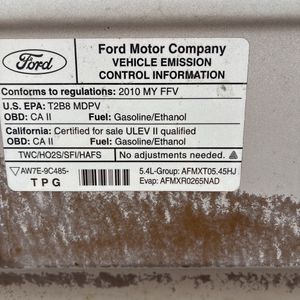 Ford
Ford Motor Company
VEHICLE EMISSION
CONTROL INFORMATION
Conforms to regulations: 2010 MY FFV
U.S. EPA: T2B8 MDPV
OBD: CA II Fuel: Gasoline/Ethanol
California: Certified for sale ULEV II qualified
OBD: CA II Fuel: Gasoline/Ethanol
TWC/HO2S/SFI/HAFS No adjustments needed.
AW7E-9C485- 5.4L-Group: AFMXT05.45HJ
TPG Evap: AFMXR0265NAD